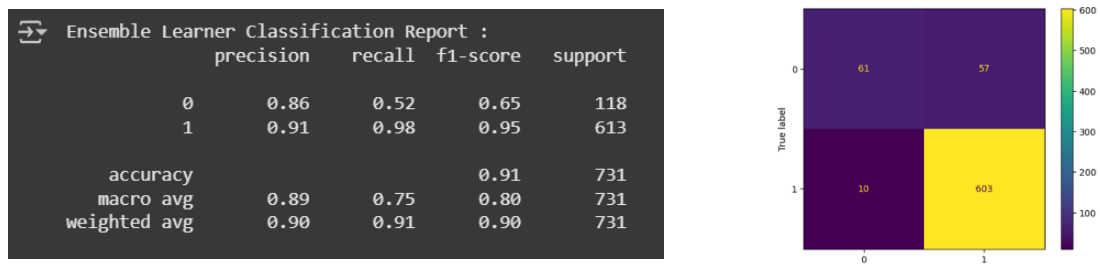 Ensemble Learner Classification Report :
precision recall f1-score support
0 0.86 0.52 0.65 118
1 0.91 0.98 0.95 613
accuracy 0.91 731
macro avg 0.89 0.75 0.80 731
weighted avg 0.90 0.91 0.90 731
600
500
400
300
200
100
True label
0 61 57
1 10 603
0 1